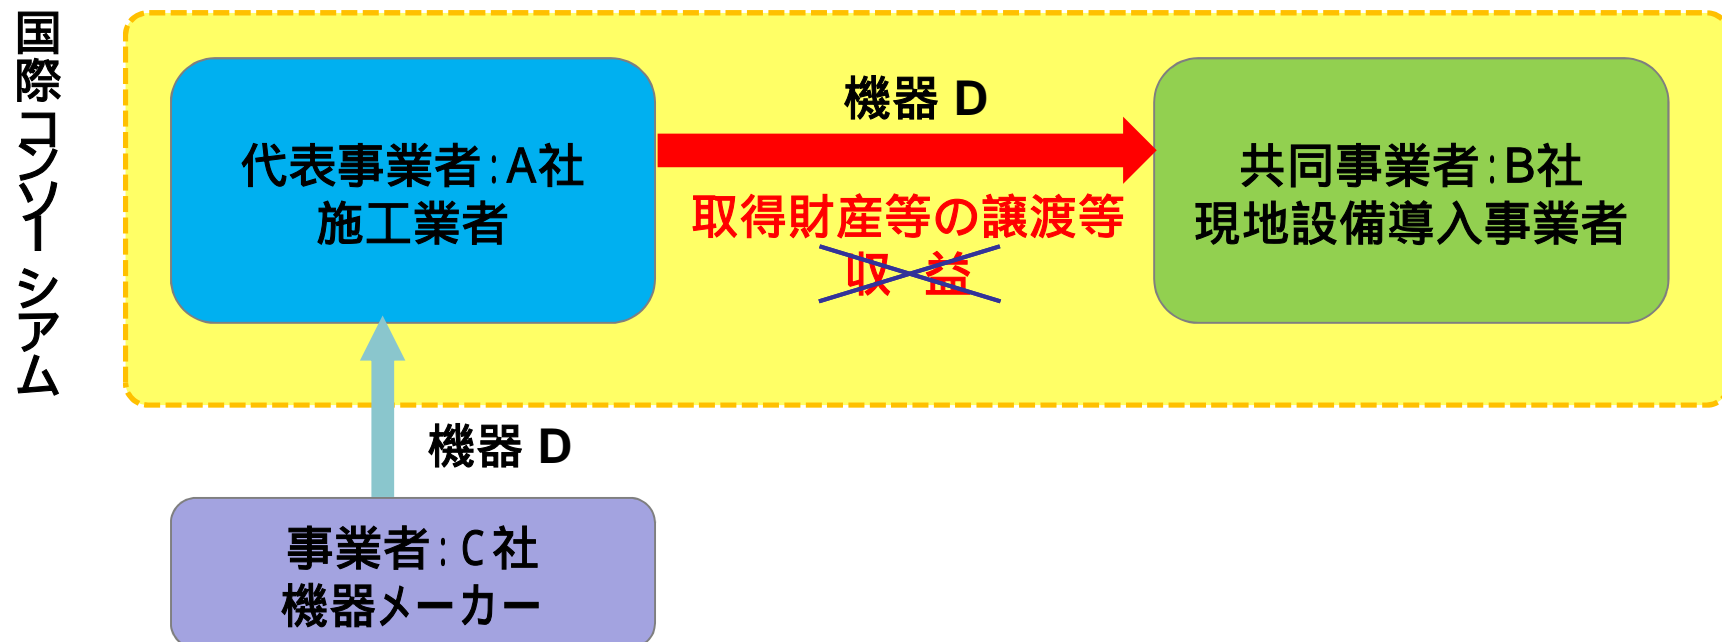 国際コンソーシアム
機器 D
代表事業者:A社
施工業者
取得財産等の譲渡等
収 益
共同事業者:B社
現地設備導入事業者
機器 D
事業者:C社
機器メーカー